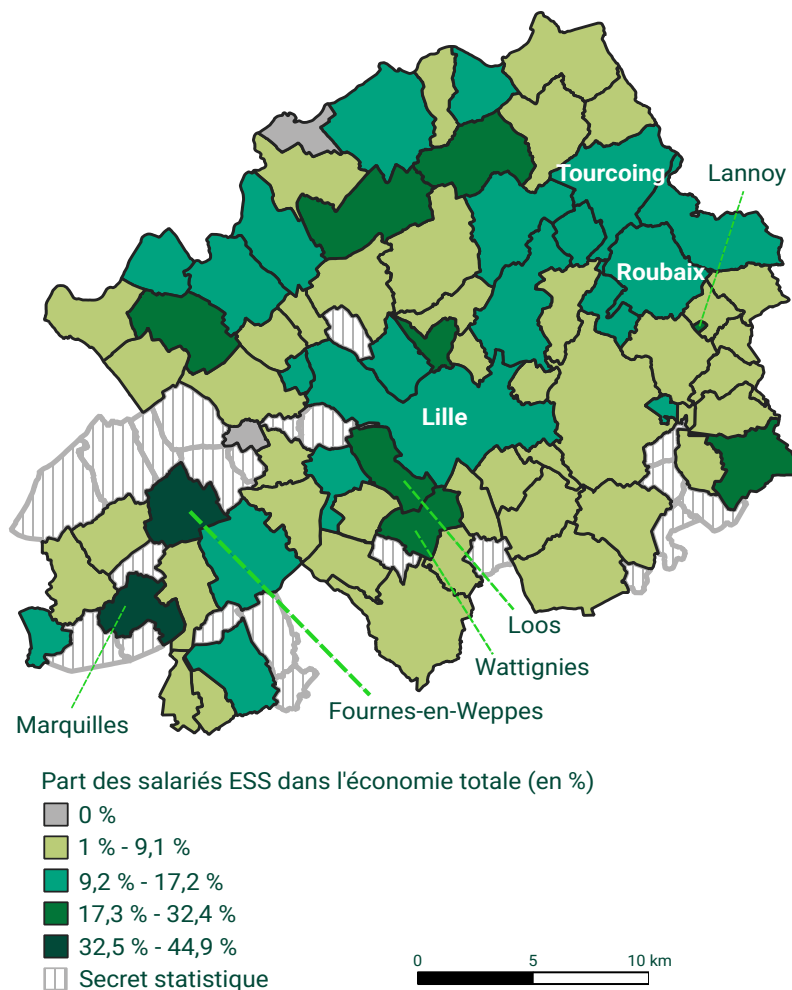 Tourcoing
Lannoy
Roubaix
Lille
Loos
Wattignies
Fournes-en-Weppes
Marquilles
Part des salariés ESS dans l'économie totale (en %)
0 %
1 % - 9,1 %
9,2 % - 17,2 %
17,3 % - 32,4 %
32,5 % - 44,9 %
Secret statistique
0 5 10 km